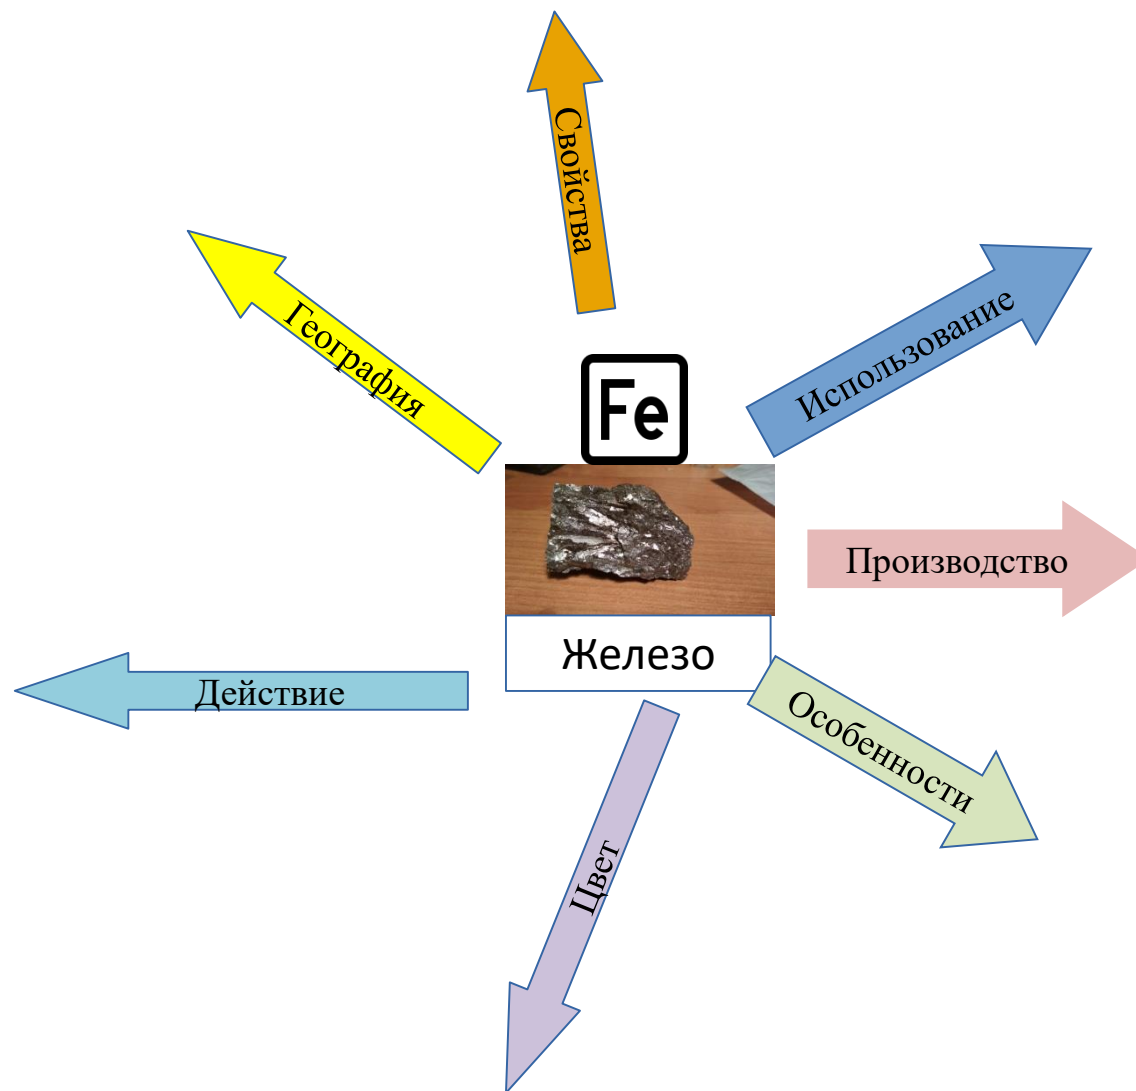 Свойства
География
Использование
Fe
Производство
Железо
Действие
Особенности
Цвет